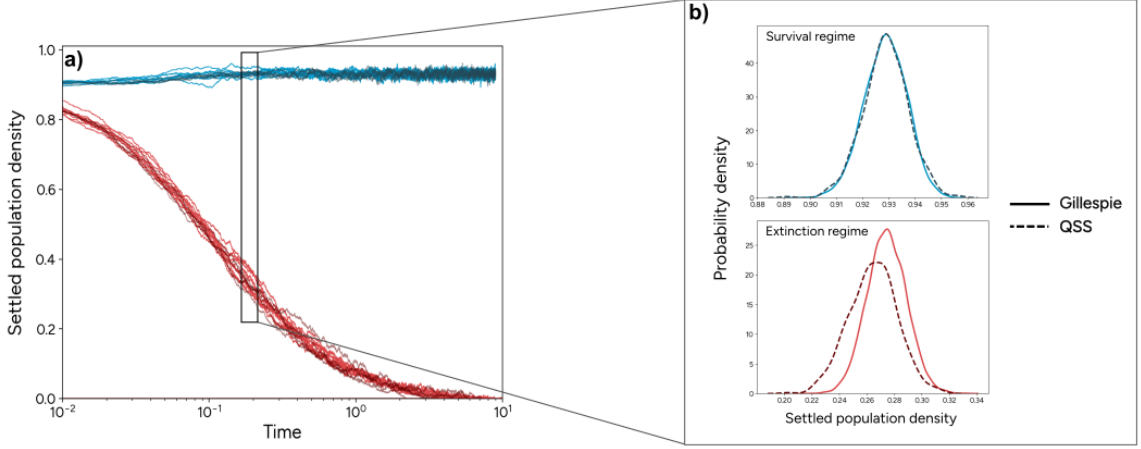 a)
Settled population density
1.0
0.8
0.6
0.4
0.2
0.0
10⁻²
10⁻¹
10⁰
10¹
Time
b)
Probability density
Survival regime
40
30
20
10
0
0.88 0.89 0.90 0.91 0.92 0.93 0.94 0.95 0.96
Extinction regime
25
20
15
10
5
0
0.20 0.22 0.24 0.26 0.28 0.30 0.32 0.34
Settled population density
Gillespie
QSS